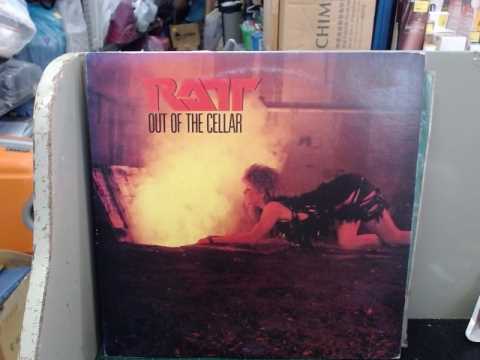 CHIM
RATT
OUT OF THE CELLAR